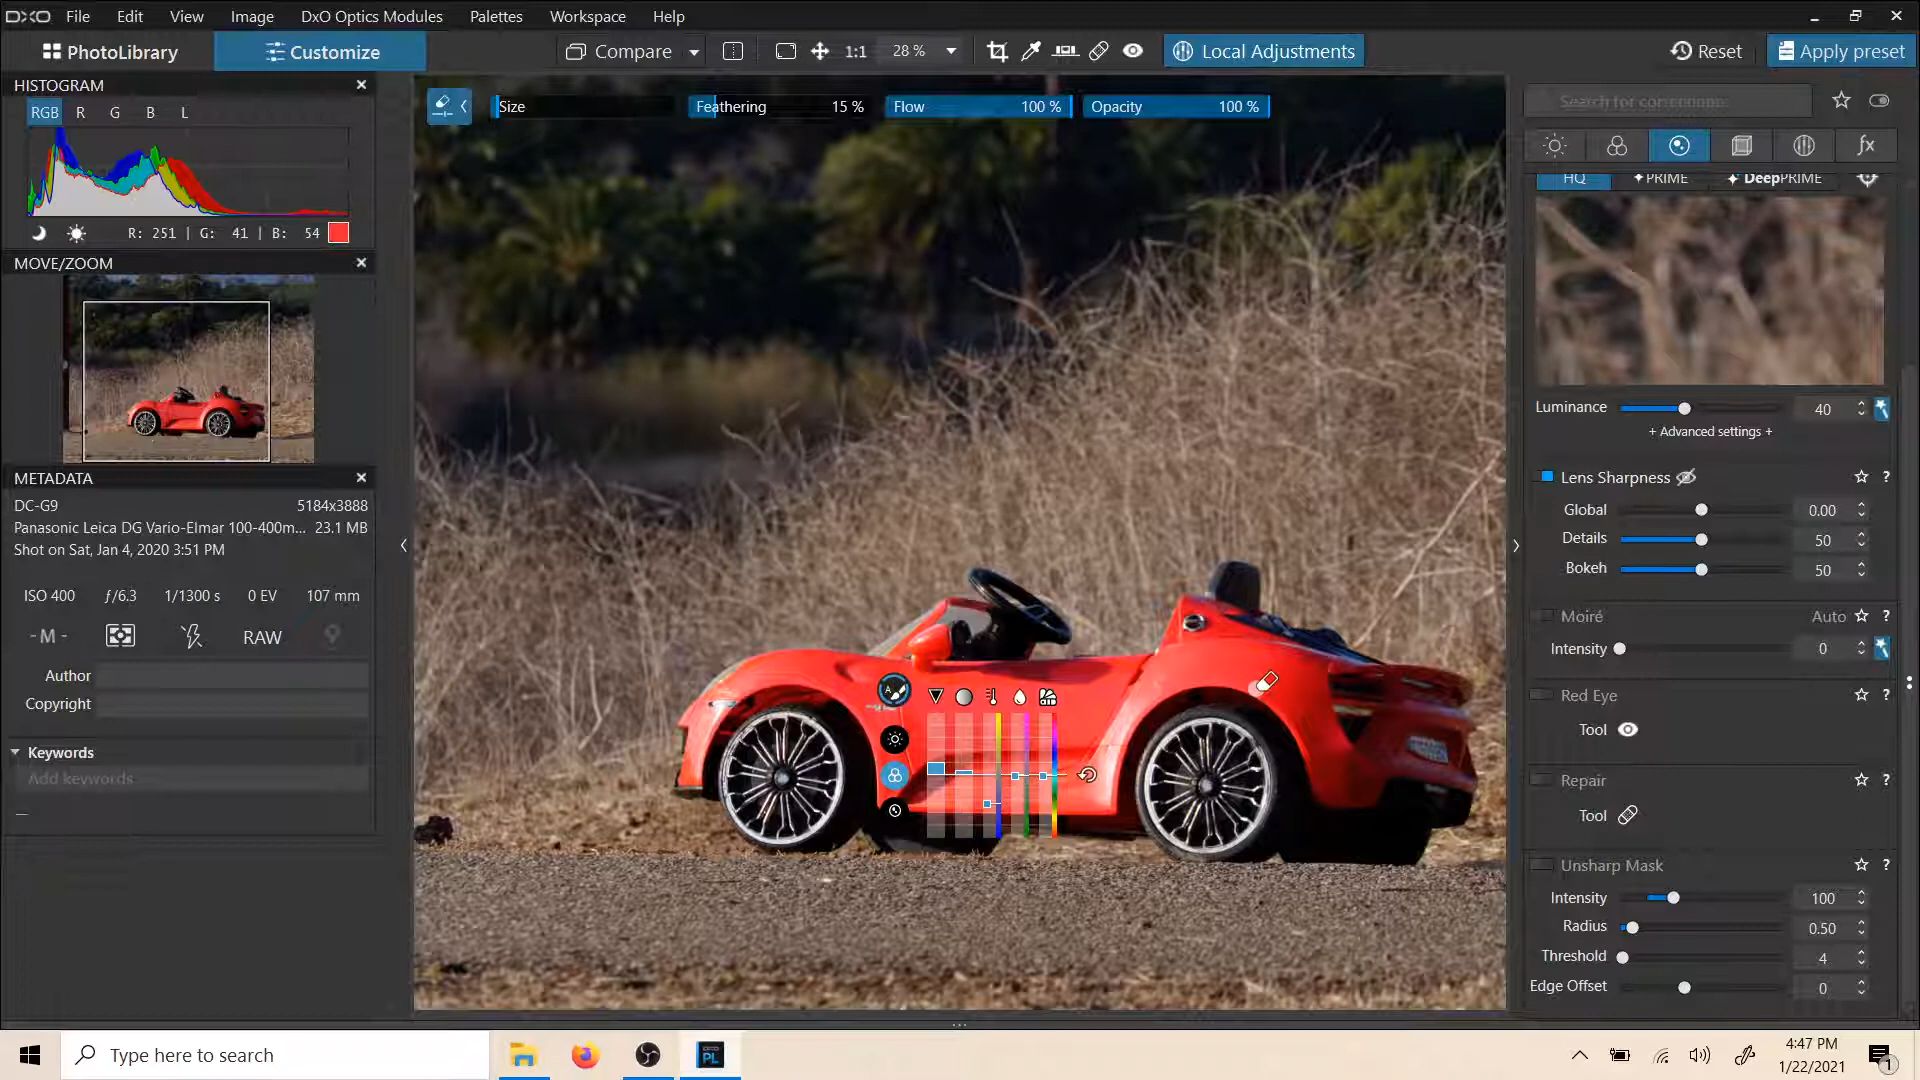 DXO File Edit View Image DxO Optics Modules Palettes Workspace Help
PhotoLibrary Customize Compare 1:1 28 % Local Adjustments Reset Apply preset
HISTOGRAM
RGB R G B L
R: 251 | G: 41 | B: 54
MOVE/ZOOM
METADATA
DC-G9 5184x3888
Panasonic Leica DG Vario-Elmar 100-400m... 23.1 MB
Shot on Sat, Jan 4, 2020 3:51 PM
ISO 400 ƒ/6.3 1/1300 s 0 EV 107 mm
- M - RAW
Author
Copyright
Keywords
Add keywords
Size Feathering 15 % Flow 100 % Opacity 100 %
A
Search for corrections...
fx
HQ PRIME DeepPRIME
Luminance 40
+ Advanced settings +
Lens Sharpness ?
Global 0.00
Details 50
Bokeh 50
Moiré Auto ?
Intensity 0
Red Eye ?
Tool
Repair ?
Tool
Unsharp Mask ?
Intensity 100
Radius 0.50
Threshold 4
Edge Offset 0
Type here to search
PL
4:47 PM
1/22/2021
1